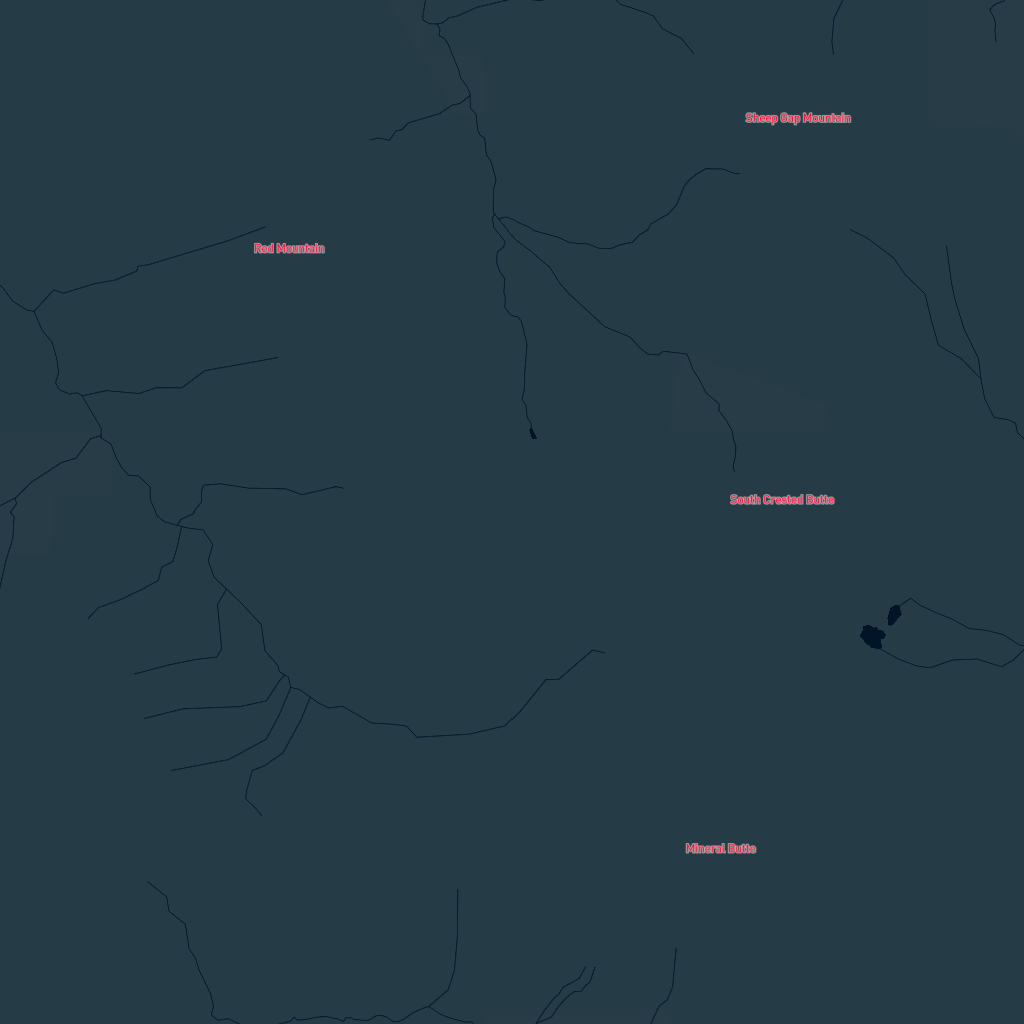 Sheep Gap Mountain
Red Mountain
South Crested Butte
Mineral Butte